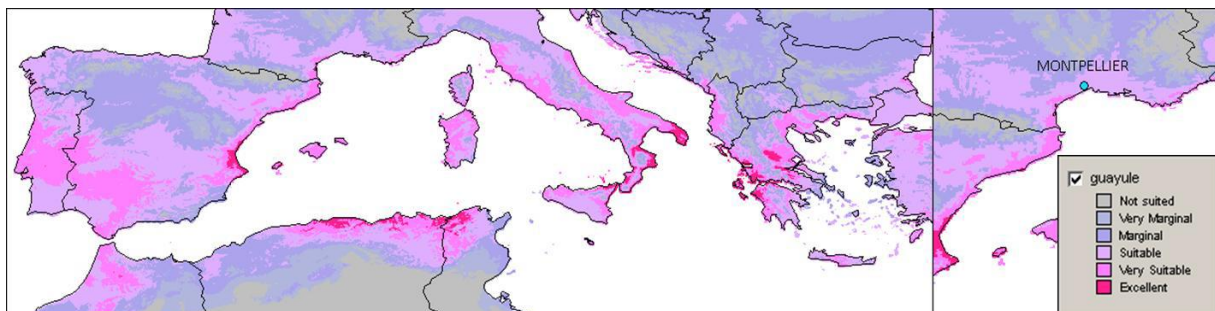 MONTPELLIER
guayule
Not suited
Very Marginal
Marginal
Suitable
Very Suitable
Excellent